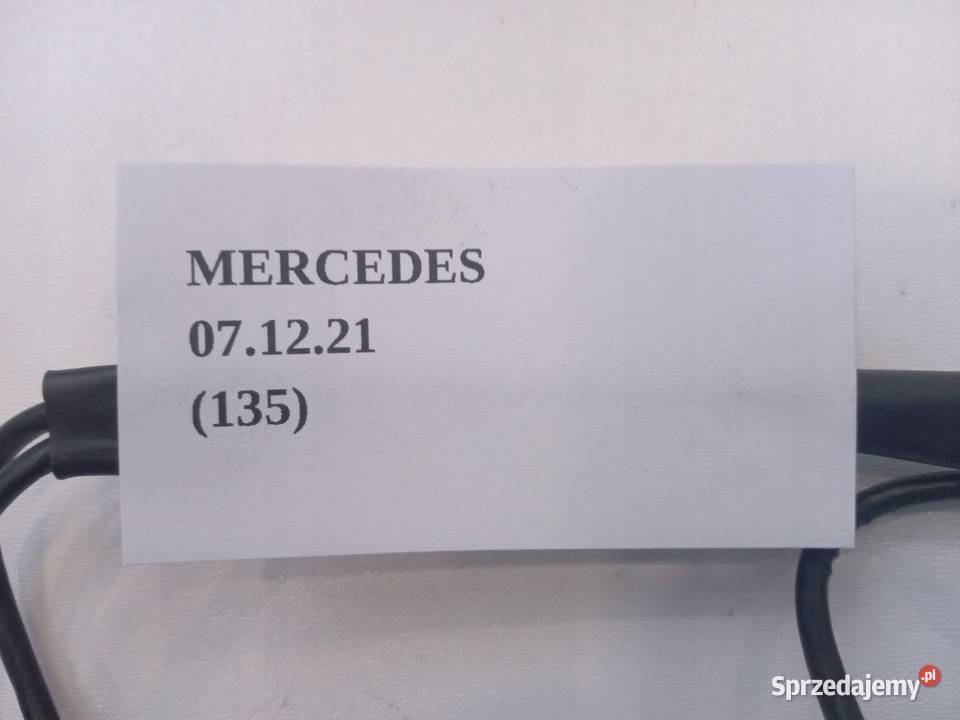 MERCEDES
07.12.21
(135)
Sprzedajemy.pl